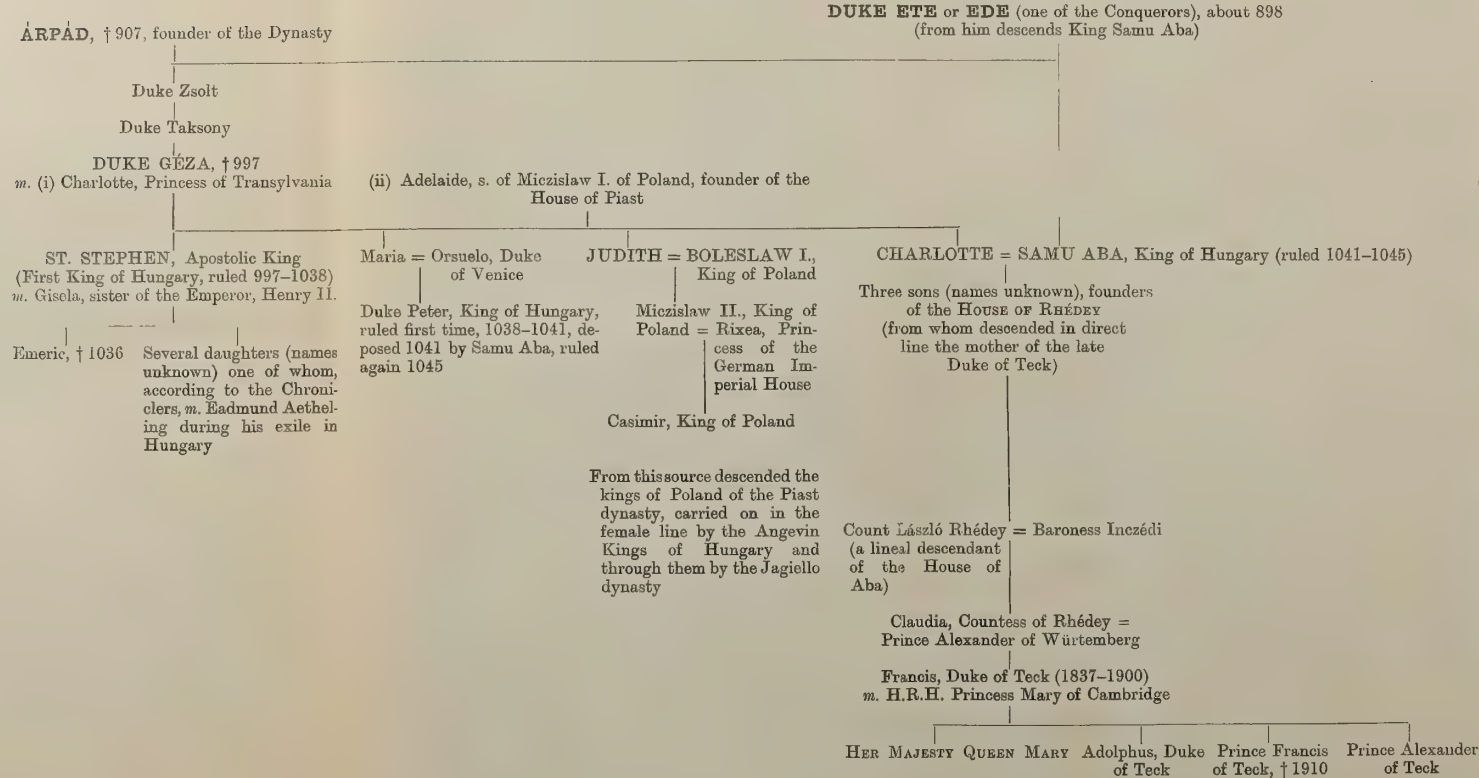 ÁRPÁD, †907, founder of the Dynasty
DUKE ETE or EDE (one of the Conquerors), about 898
(from him descends King Samu Aba)
Duke Zsolt
Duke Taksony
DUKE GÉZA, †997
m. (i) Charlotte, Princess of Transylvania
(ii) Adelaide, s. of Miczislaw I. of Poland, founder of the
House of Piast
ST. STEPHEN, Apostolic King
(First King of Hungary, ruled 997–1038)
m. Gisela, sister of the Emperor, Henry II.
Maria = Orsuelo, Duke
of Venice
JUDITH = BOLESLAW I.,
King of Poland
CHARLOTTE = SAMU ABA, King of Hungary (ruled 1041–1045)
Emeric, † 1036
Several daughters (names
unknown) one of whom,
according to the Chroni-
clers, m. Eadmund Aethel-
ing during his exile in
Hungary
Duke Peter, King of Hungary,
ruled first time, 1038–1041, de-
posed 1041 by Samu Aba, ruled
again 1045
Miczislaw II., King of
Poland = Rixea, Prin-
cess of the
German Im-
perial House
Casimir, King of Poland
From this source descended the
kings of Poland of the Piast
dynasty, carried on in the
female line by the Angevin
Kings of Hungary and
through them by the Jagiello
dynasty
Three sons (names unknown), founders
of the HOUSE OF RHÉDEY
(from whom descended in direct
line the mother of the late
Duke of Teck)
Count László Rhédey = Baroness Inczédi
(a lineal descendant
of the House of
Aba)
Claudia, Countess of Rhédey =
Prince Alexander of Würtemberg
Francis, Duke of Teck (1837–1900)
m. H.R.H. Princess Mary of Cambridge
HER MAJESTY QUEEN MARY
Adolphus, Duke
of Teck
Prince Francis
of Teck, † 1910
Prince Alexander
of Teck